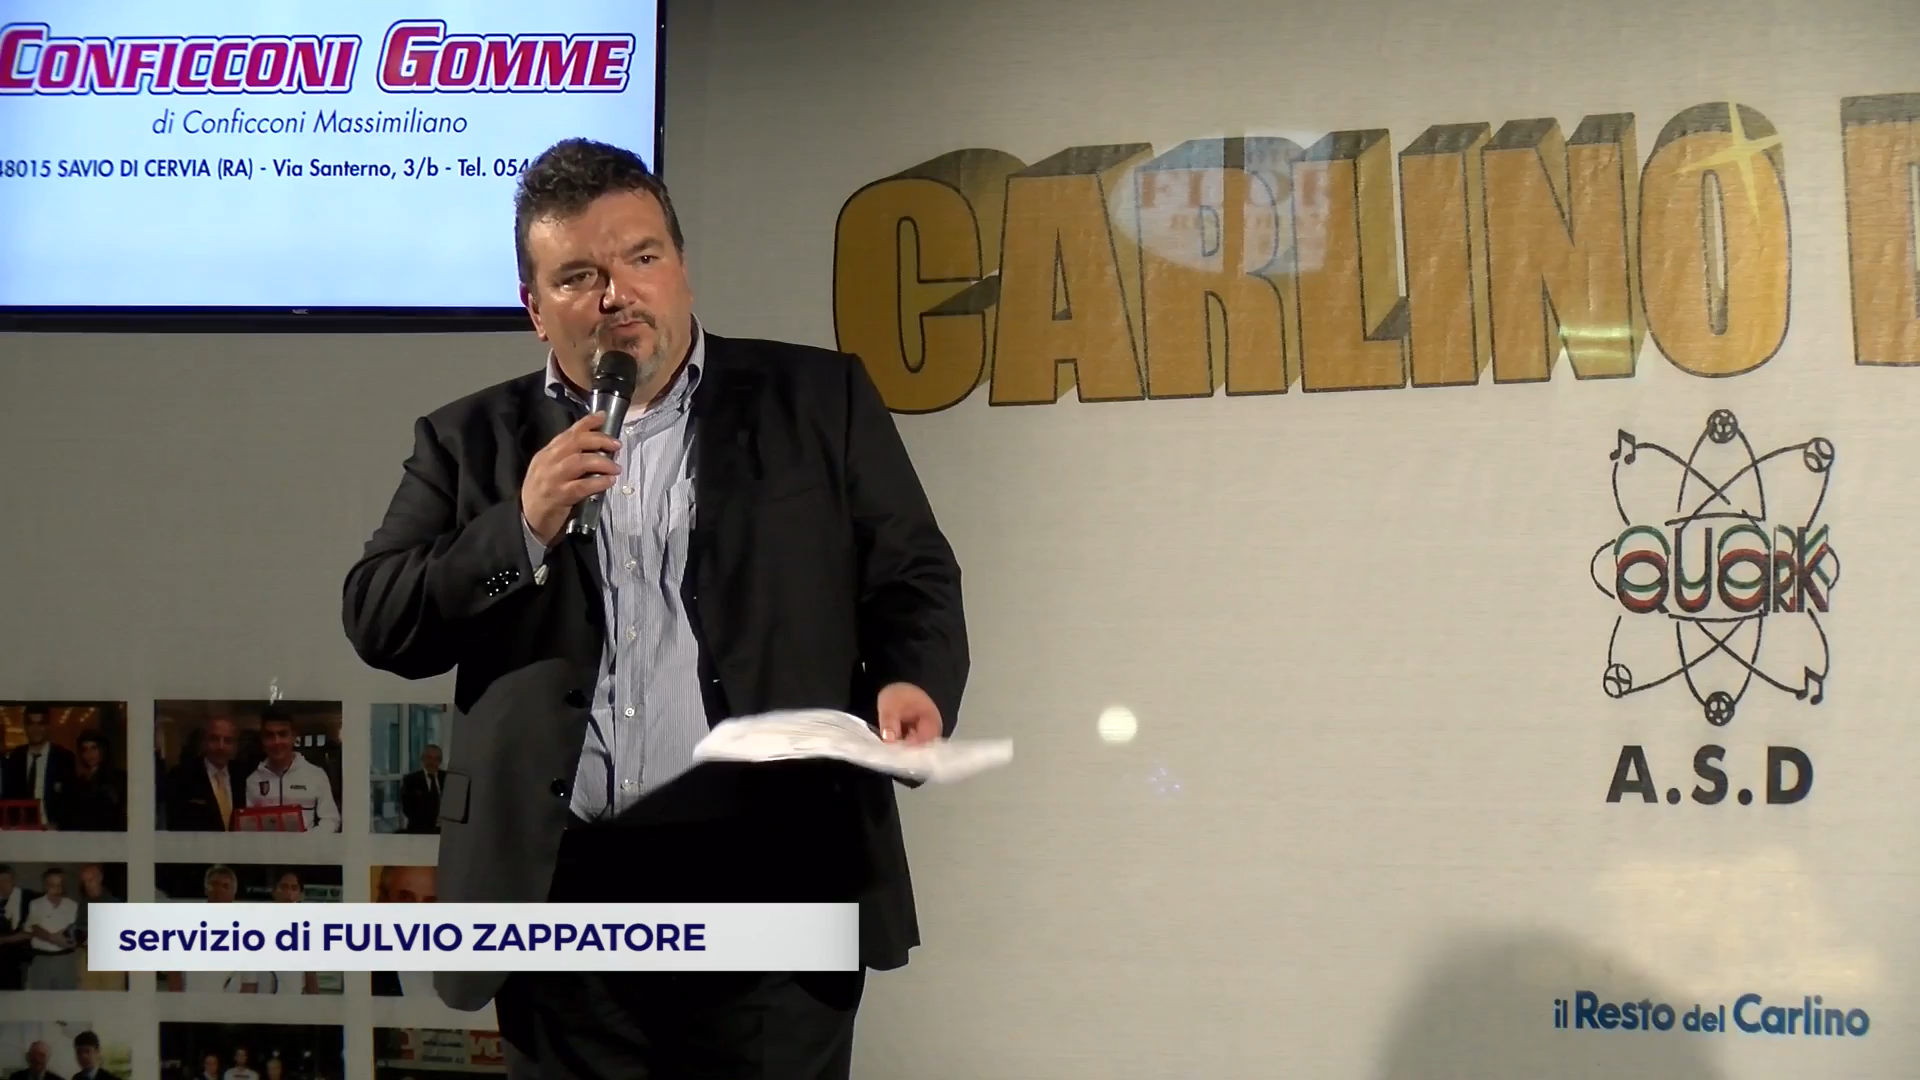 CONFICCONI GOMME
di Conficconi Massimiliano
48015 SAVIO DI CERVIA (RA) - Via Santerno, 3/b - Tel. 054
CARLINO D
QUARK
A.S.D
servizio di FULVIO ZAPPATORE
il Resto del Carlino
NEC